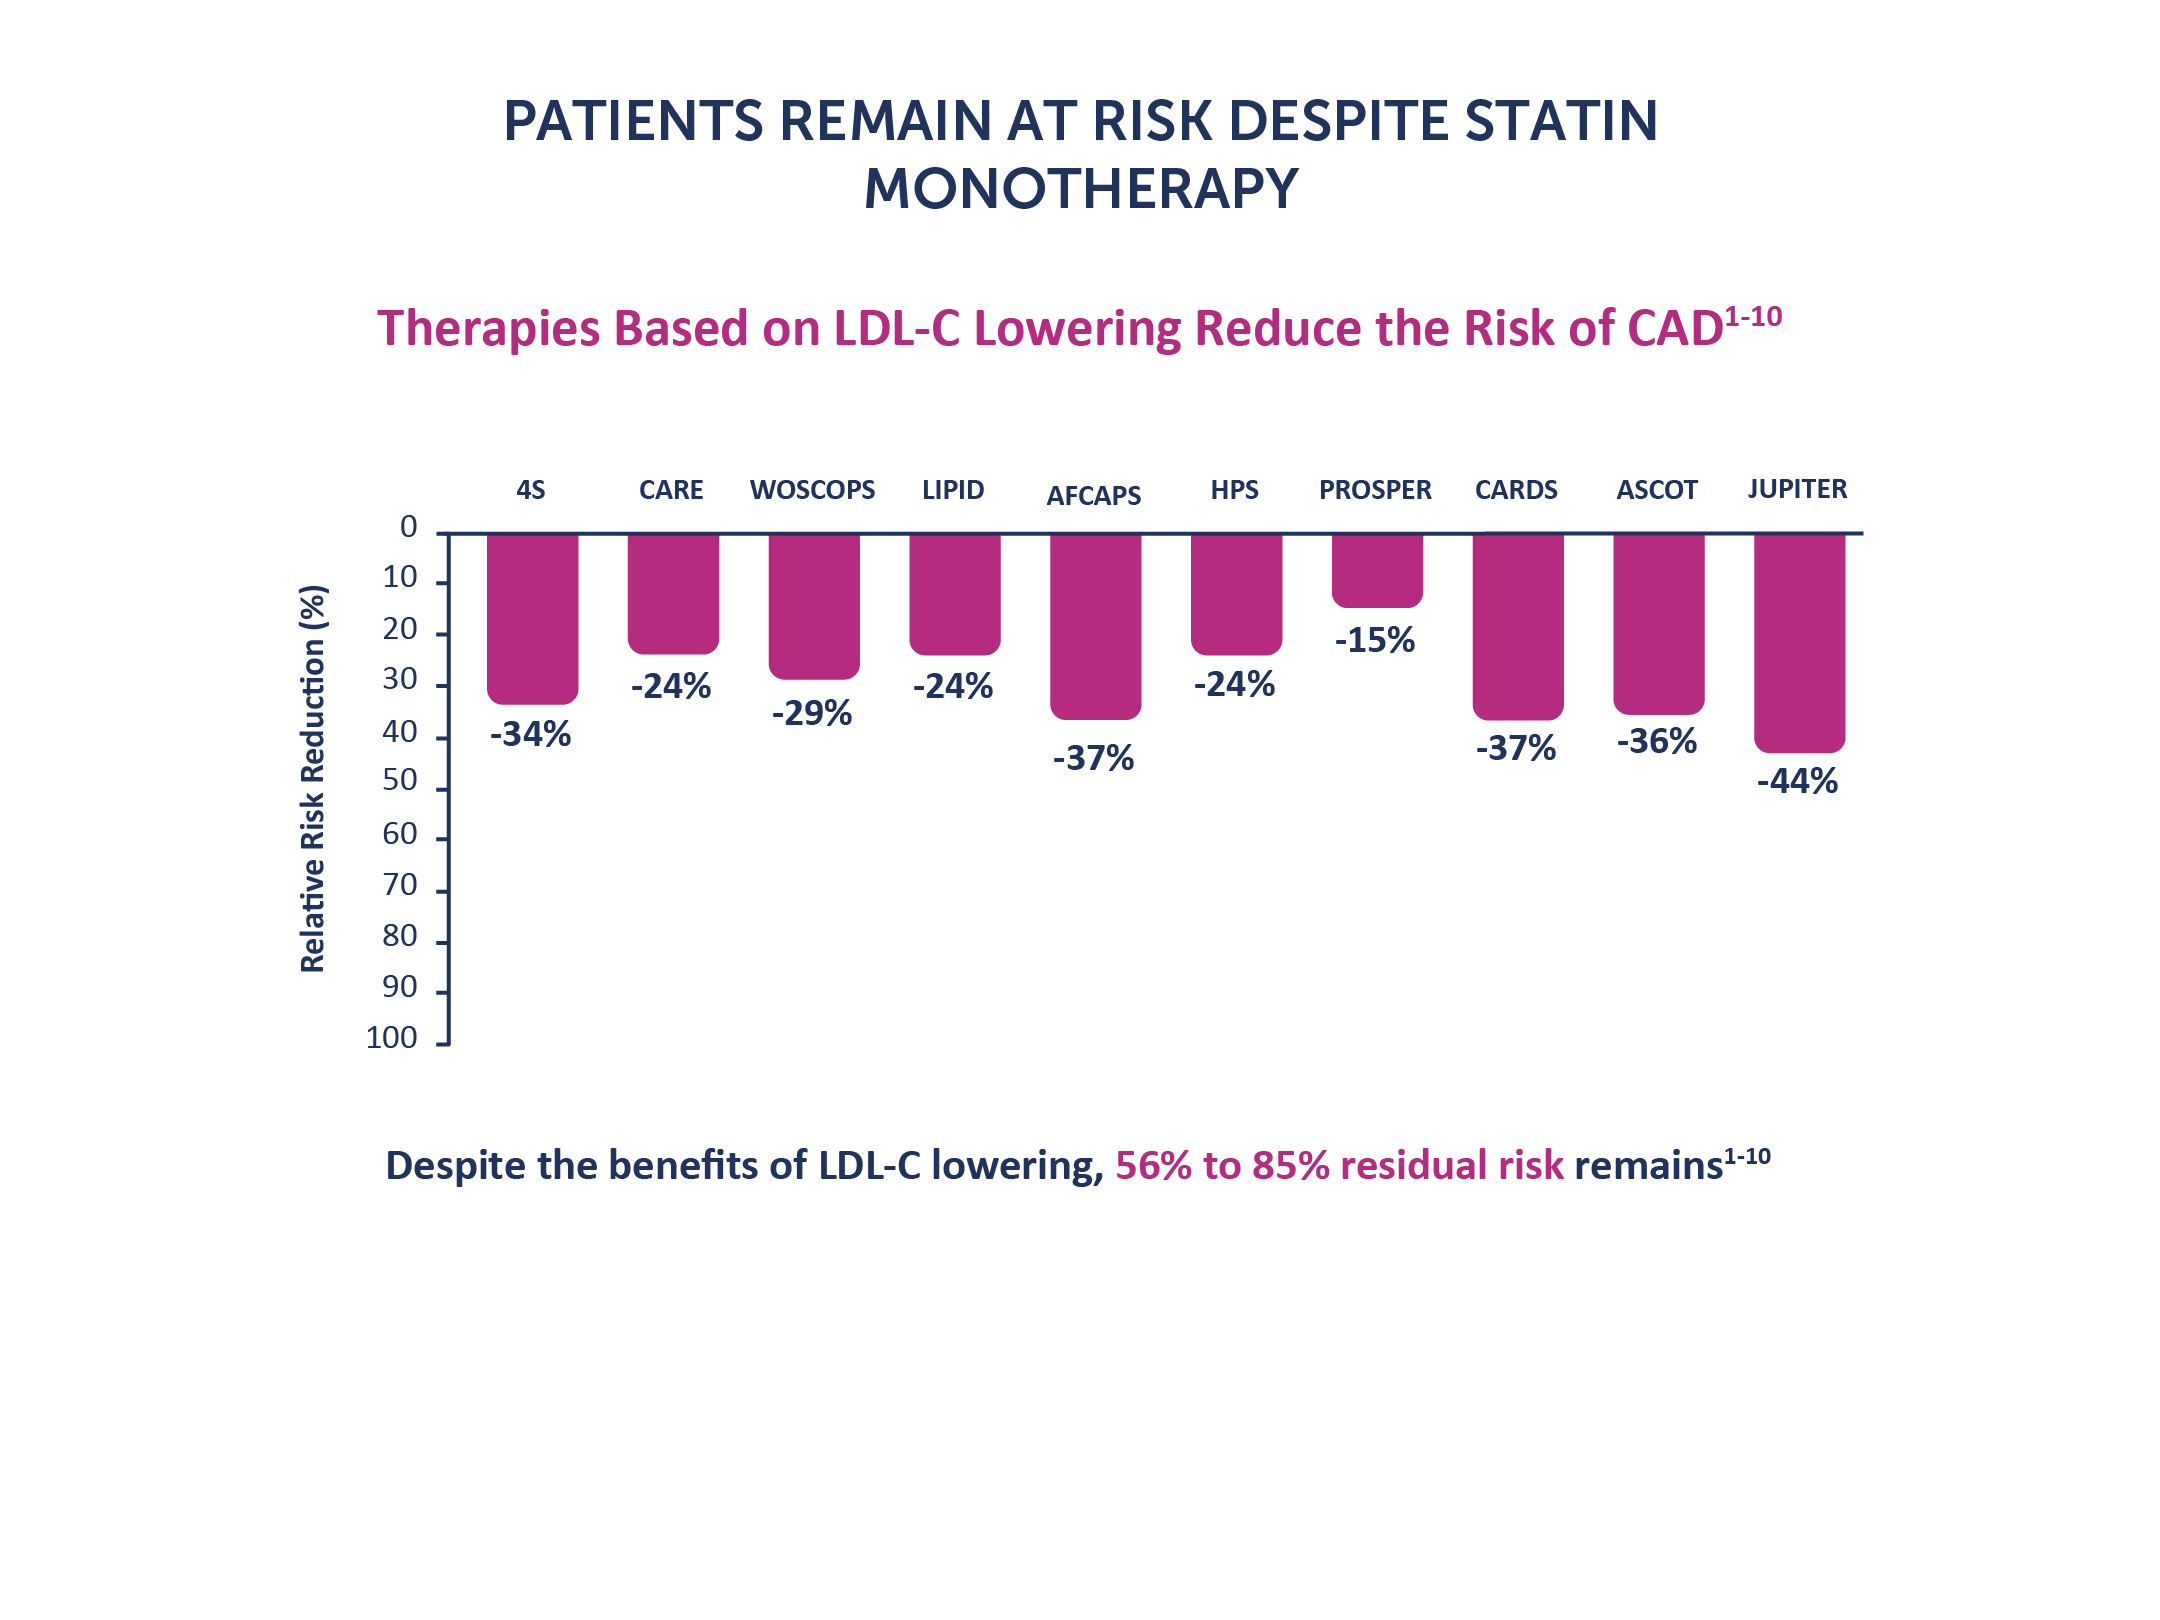 PATIENTS REMAIN AT RISK DESPITE STATIN
MONOTHERAPY
Therapies Based on LDL-C Lowering Reduce the Risk of CAD1-10
4S CARE WOSCOPS LIPID AFCAPS HPS PROSPER CARDS ASCOT JUPITER
Relative Risk Reduction (%)
0
10
20
30
40
50
60
70
80
90
100
-34% -24% -29% -24% -37% -24% -15% -37% -36% -44%
Despite the benefits of LDL-C lowering, 56% to 85% residual risk remains1-10